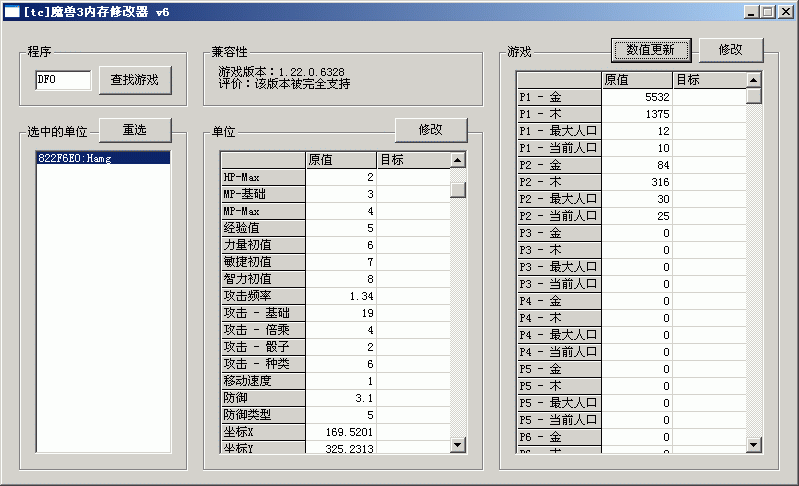 [tc]魔兽3内存修改器 v6
程序
DF0
查找游戏
兼容性
游戏版本：1.22.0.6328
评价：该版本被完全支持
选中的单位
重选
822F6E0:Hamg
单位
修改
原值 目标
HP-Max 2
MP-基础 3
MP-Max 4
经验值 5
力量初值 6
敏捷初值 7
智力初值 8
攻击频率 1.34
攻击 - 基础 19
攻击 - 倍乘 4
攻击 - 骰子 2
攻击 - 种类 6
移动速度 1
防御 3.1
防御类型 5
坐标X 169.5201
坐标Y 325.2313
游戏
数值更新
修改
原值 目标
P1 - 金 5532
P1 - 木 1375
P1 - 最大人口 12
P1 - 当前人口 10
P2 - 金 84
P2 - 木 316
P2 - 最大人口 30
P2 - 当前人口 25
P3 - 金 0
P3 - 木 0
P3 - 最大人口 0
P3 - 当前人口 0
P4 - 金 0
P4 - 木 0
P4 - 最大人口 0
P4 - 当前人口 0
P5 - 金 0
P5 - 木 0
P5 - 最大人口 0
P5 - 当前人口 0
P6 - 金 0